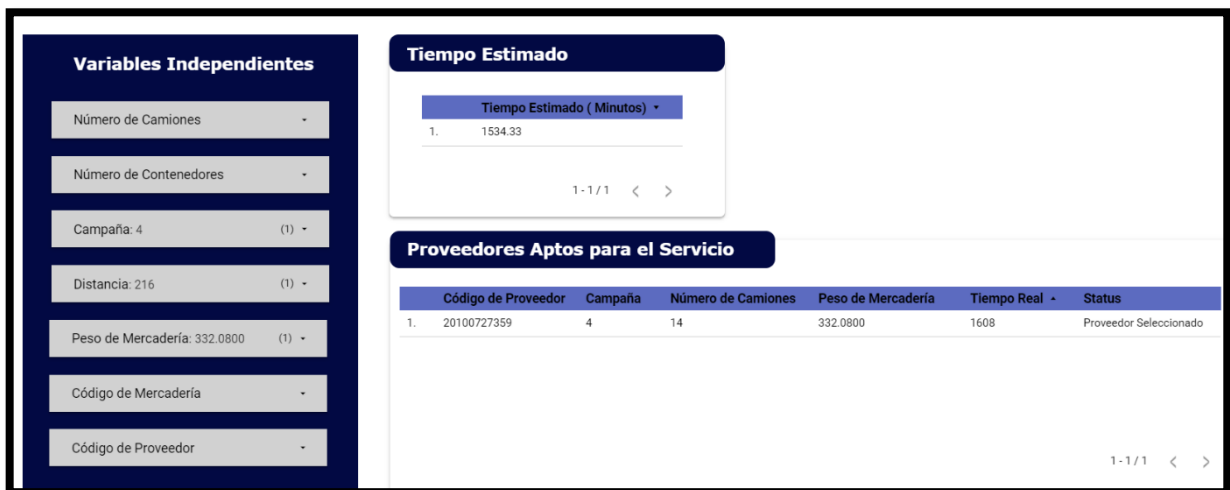 Variables Independientes
Número de Camiones
Número de Contenedores
Campaña: 4 (1)
Distancia: 216 (1)
Peso de Mercadería: 332.0800 (1)
Código de Mercadería
Código de Proveedor
Tiempo Estimado
Tiempo Estimado ( Minutos)
1. 1534.33
1 - 1 / 1
Proveedores Aptos para el Servicio
Código de Proveedor Campaña Número de Camiones Peso de Mercadería Tiempo Real Status
1. 20100727359 4 14 332.0800 1608 Proveedor Seleccionado
1 - 1 / 1